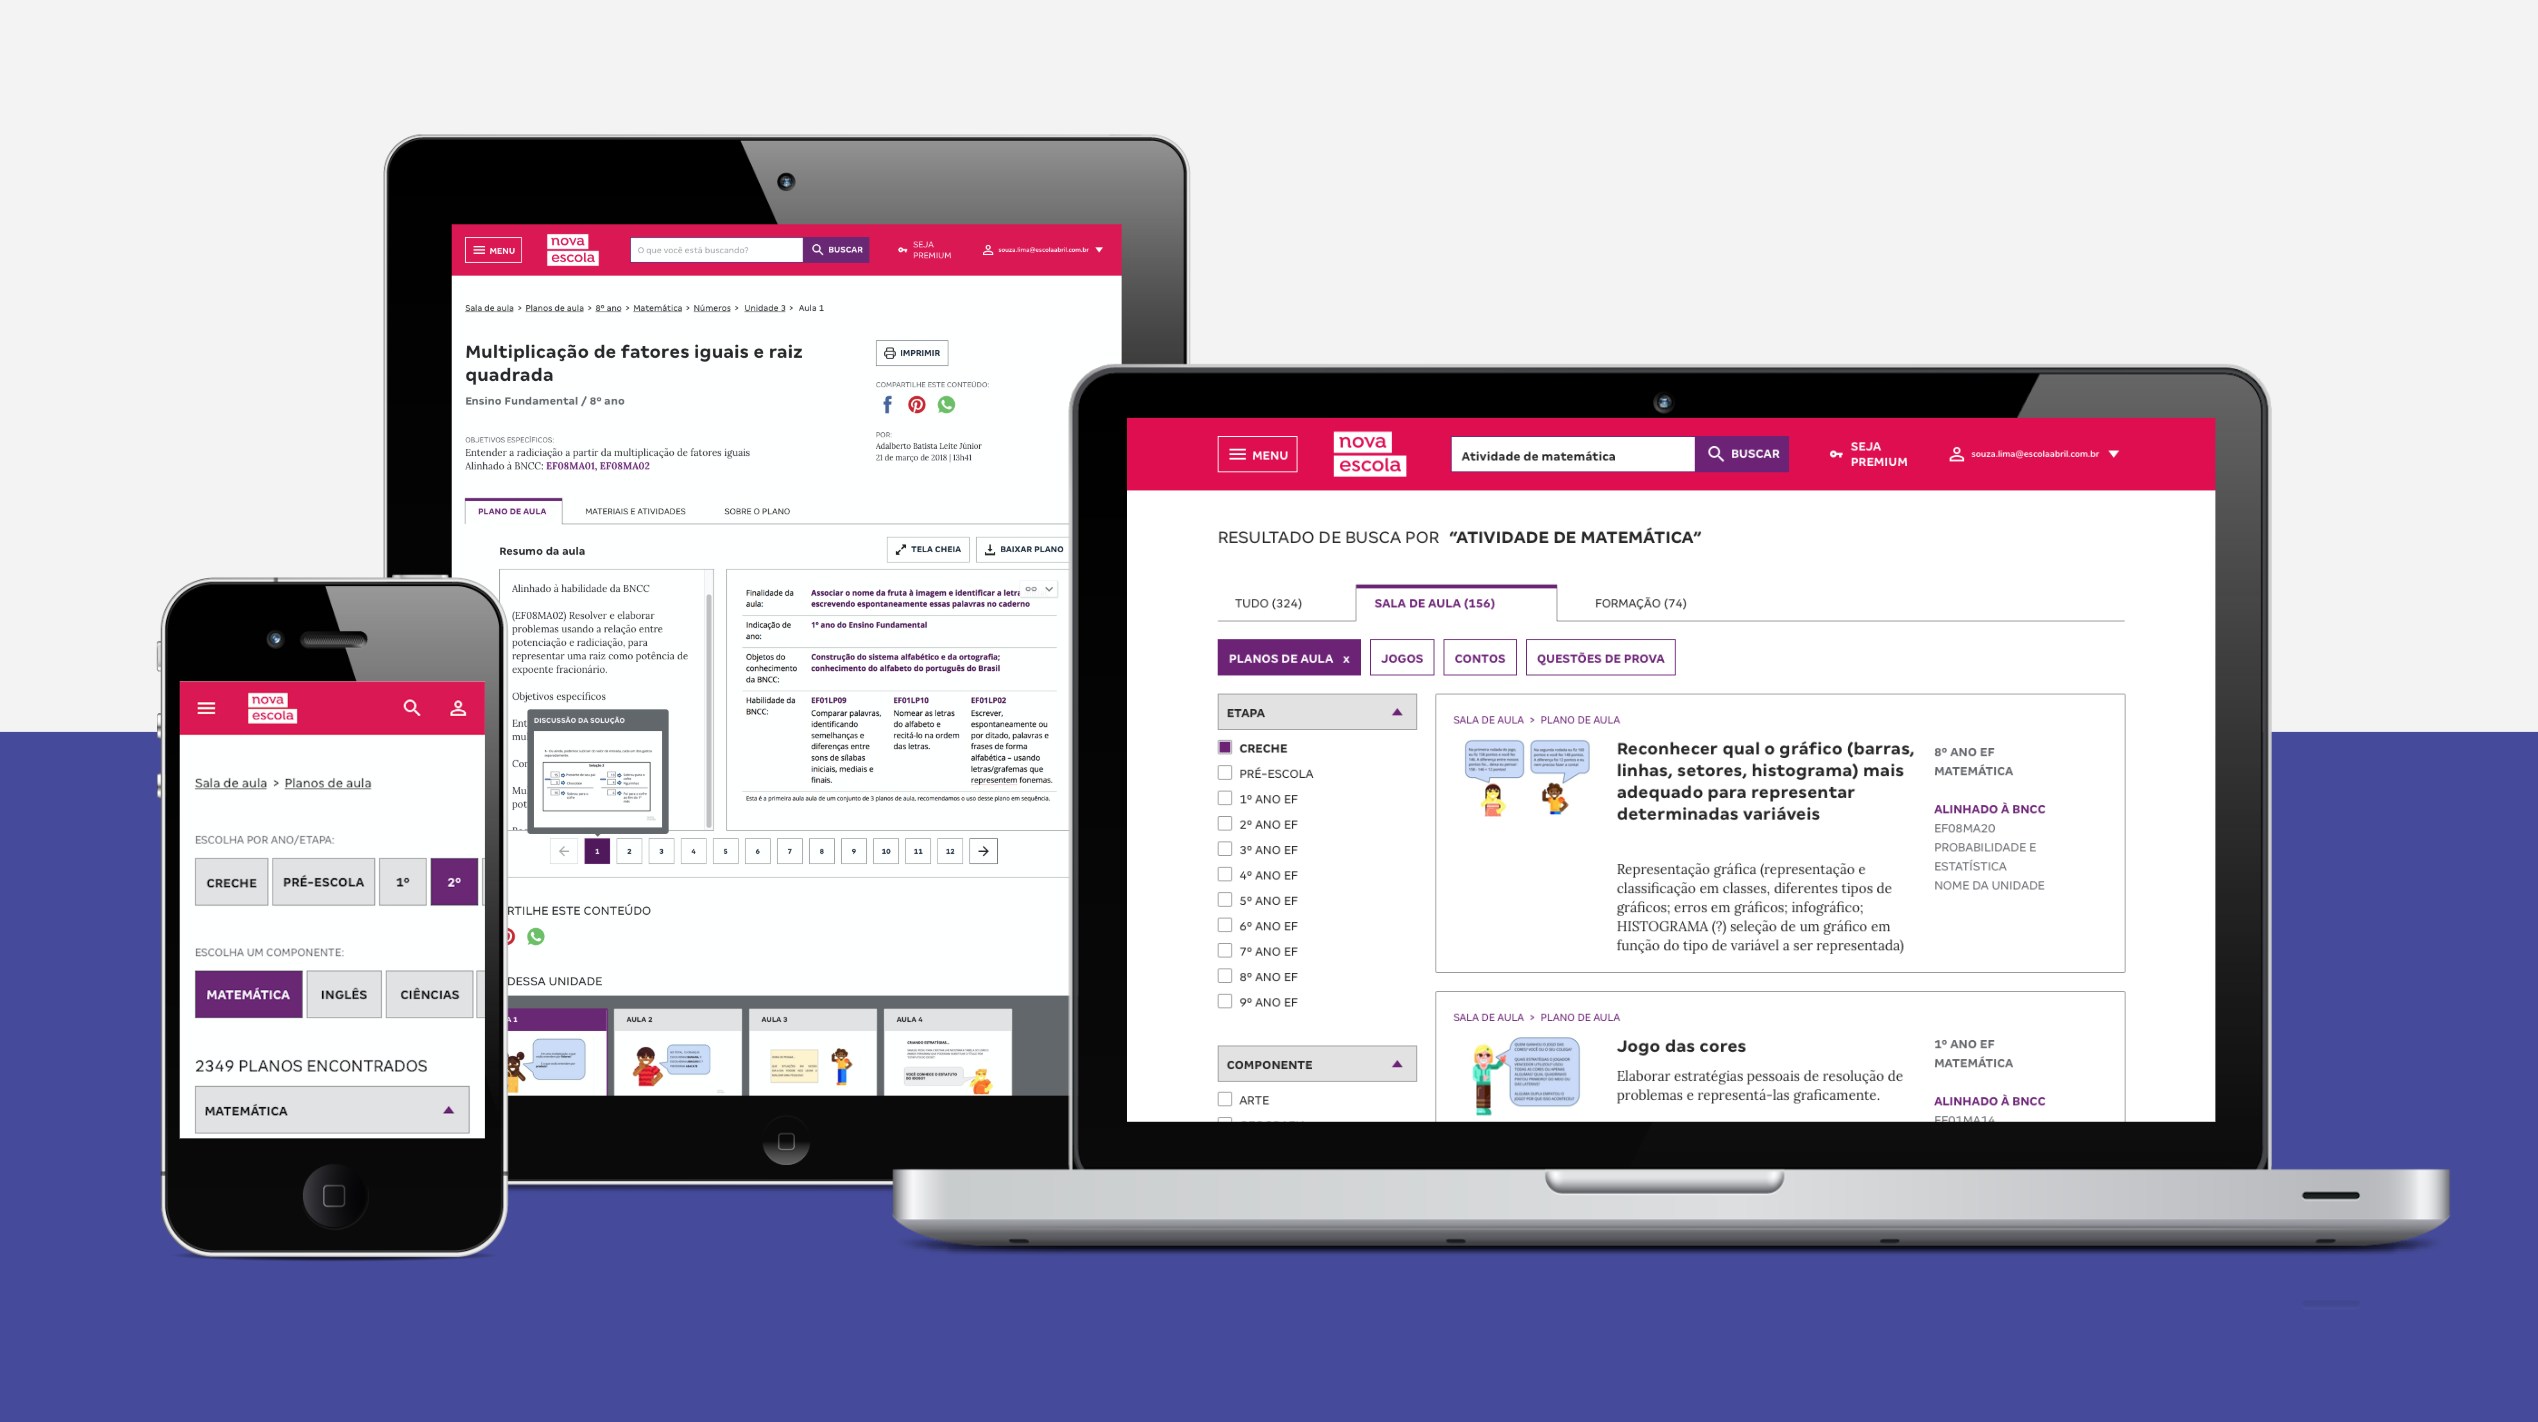 MENU
nova
escola
O que você está buscando?
BUSCAR
SEJA
PREMIUM
souza.lima@escolaabril.com.br
Sala de aula > Planos de aula > 8º ano > Matemática > Números > Unidade 3 > Aula 1
Multiplicação de fatores iguais e raiz
quadrada
Ensino Fundamental / 8º ano
OBJETIVOS ESPECÍFICOS:
Entender a radiciação a partir da multiplicação de fatores iguais
Alinhado à BNCC: EF08MA01, EF08MA02
IMPRIMIR
COMPARTILHE ESTE CONTEÚDO:
POR:
Adalberto Batista Leite Júnior
21 de março de 2018 | 13h41
PLANO DE AULA
MATERIAIS E ATIVIDADES
SOBRE O PLANO
Resumo da aula
TELA CHEIA
BAIXAR PLANO
Alinhado à habilidade da BNCC
(EF08MA02) Resolver e elaborar
problemas usando a relação entre
potenciação e radiciação, para
representar uma raiz como potência de
expoente fracionário.
Objetivos específicos
Ent
mu
Con
Mu
pot
DISCUSSÃO DA SOLUÇÃO
Finalidade da
aula:
Associar o nome da fruta à imagem e identificar a letra
escrevendo espontaneamente essas palavras no caderno
Indicação de
ano:
1º ano do Ensino Fundamental
Objetos do
conhecimento
da BNCC:
Construção do sistema alfabético e da ortografia;
conhecimento do alfabeto do português do Brasil
Habilidade da
BNCC:
EF01LP09
Comparar palavras,
identificando
semelhanças e
diferenças entre
sons de sílabas
iniciais, mediais e
finais.
EF01LP10
Nomear as letras
do alfabeto e
recitá-lo na ordem
das letras.
EF01LP02
Escrever,
espontaneamente ou
por ditado, palavras e
frases de forma
alfabética – usando
letras/grafemas que
representem fonemas.
Esta é a primeira aula aula de um conjunto de 3 planos de aula, recomendamos o uso desse plano em sequência.
1 2 3 4 5 6 7 8 9 10 11 12
RTILHE ESTE CONTEÚDO
DESSA UNIDADE
A 1
AULA 2
AULA 3
AULA 4
nova
escola
Sala de aula > Planos de aula
ESCOLHA POR ANO/ETAPA:
CRECHE
PRÉ-ESCOLA
1º
2º
ESCOLHA UM COMPONENTE:
MATEMÁTICA
INGLÊS
CIÊNCIAS
2349 PLANOS ENCONTRADOS
MATEMÁTICA
MENU
nova
escola
Atividade de matemática
BUSCAR
SEJA
PREMIUM
souza.lima@escolaabril.com.br
RESULTADO DE BUSCA POR “ATIVIDADE DE MATEMÁTICA”
TUDO (324)
SALA DE AULA (156)
FORMAÇÃO (74)
PLANOS DE AULA x
JOGOS
CONTOS
QUESTÕES DE PROVA
ETAPA
CRECHE
PRÉ-ESCOLA
1º ANO EF
2º ANO EF
3º ANO EF
4º ANO EF
5º ANO EF
6º ANO EF
7º ANO EF
8º ANO EF
9º ANO EF
COMPONENTE
ARTE
SALA DE AULA > PLANO DE AULA
Reconhecer qual o gráfico (barras,
linhas, setores, histograma) mais
adequado para representar
determinadas variáveis
Representação gráfica (representação e
classificação em classes, diferentes tipos de
gráficos; erros em gráficos; infográfico;
HISTOGRAMA (?) seleção de um gráfico em
função do tipo de variável a ser representada)
8º ANO EF
MATEMÁTICA
ALINHADO À BNCC
EF08MA20
PROBABILIDADE E
ESTATÍSTICA
NOME DA UNIDADE
SALA DE AULA > PLANO DE AULA
Jogo das cores
Elaborar estratégias pessoais de resolução de
problemas e representá-las graficamente.
1º ANO EF
MATEMÁTICA
ALINHADO À BNCC
EF01MA14